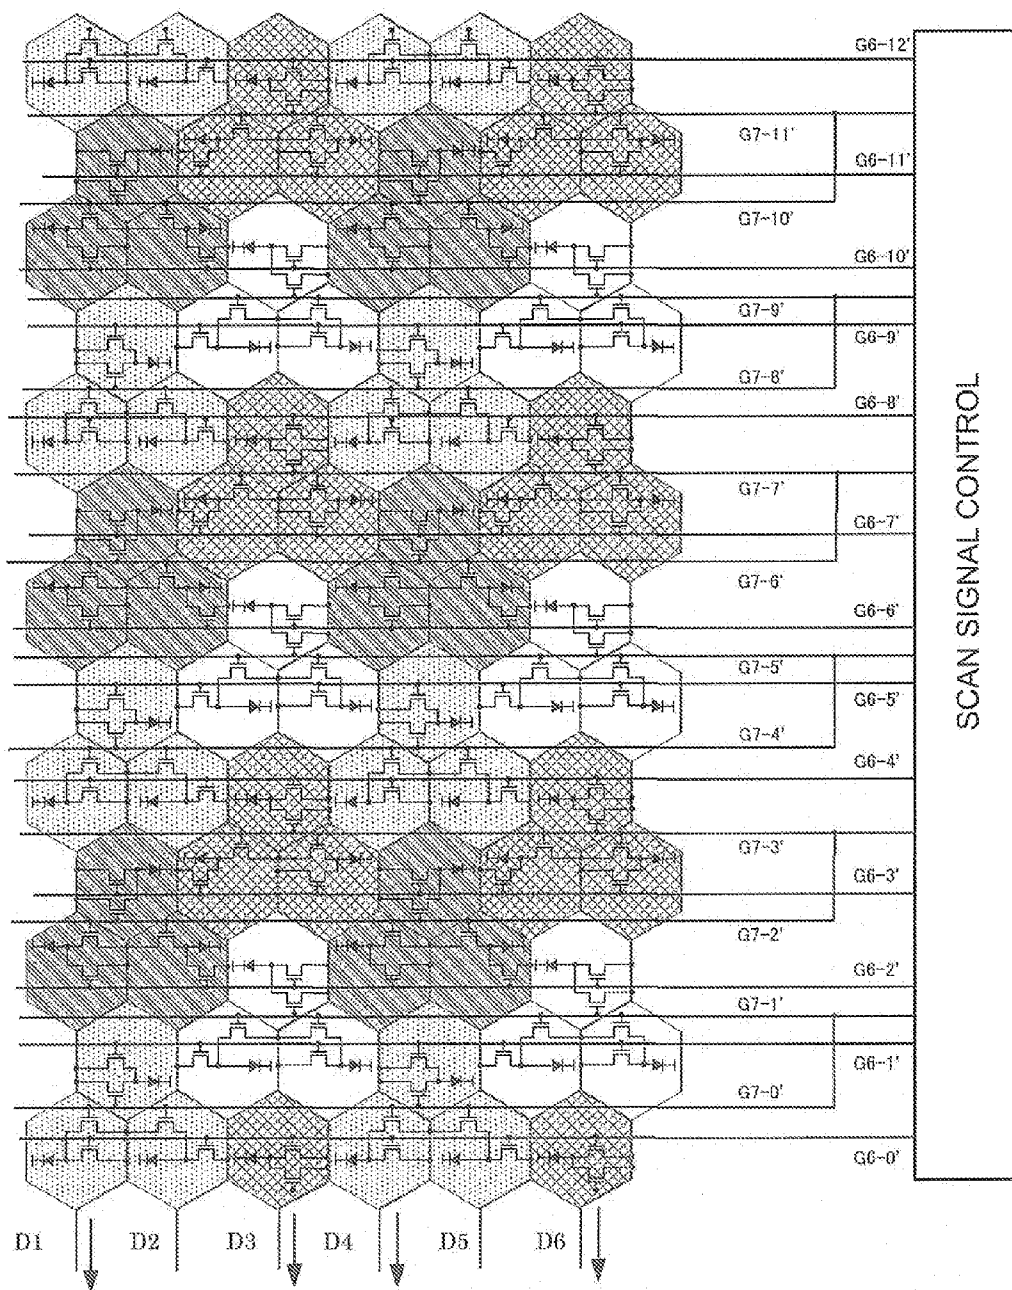 G6-12'
G7-11'
G6-11'
G7-10'
G6-10'
G7-9'
G6-9'
G7-8'
G6-8'
G7-7'
G6-7'
G7-6'
G6-6'
G7-5'
G6-5'
G7-4'
G6-4'
G7-3'
G6-3'
G7-2'
G6-2'
G7-1'
G6-1'
G7-0'
G6-0'
SCAN SIGNAL CONTROL
D1 D2 D3 D4 D5 D6